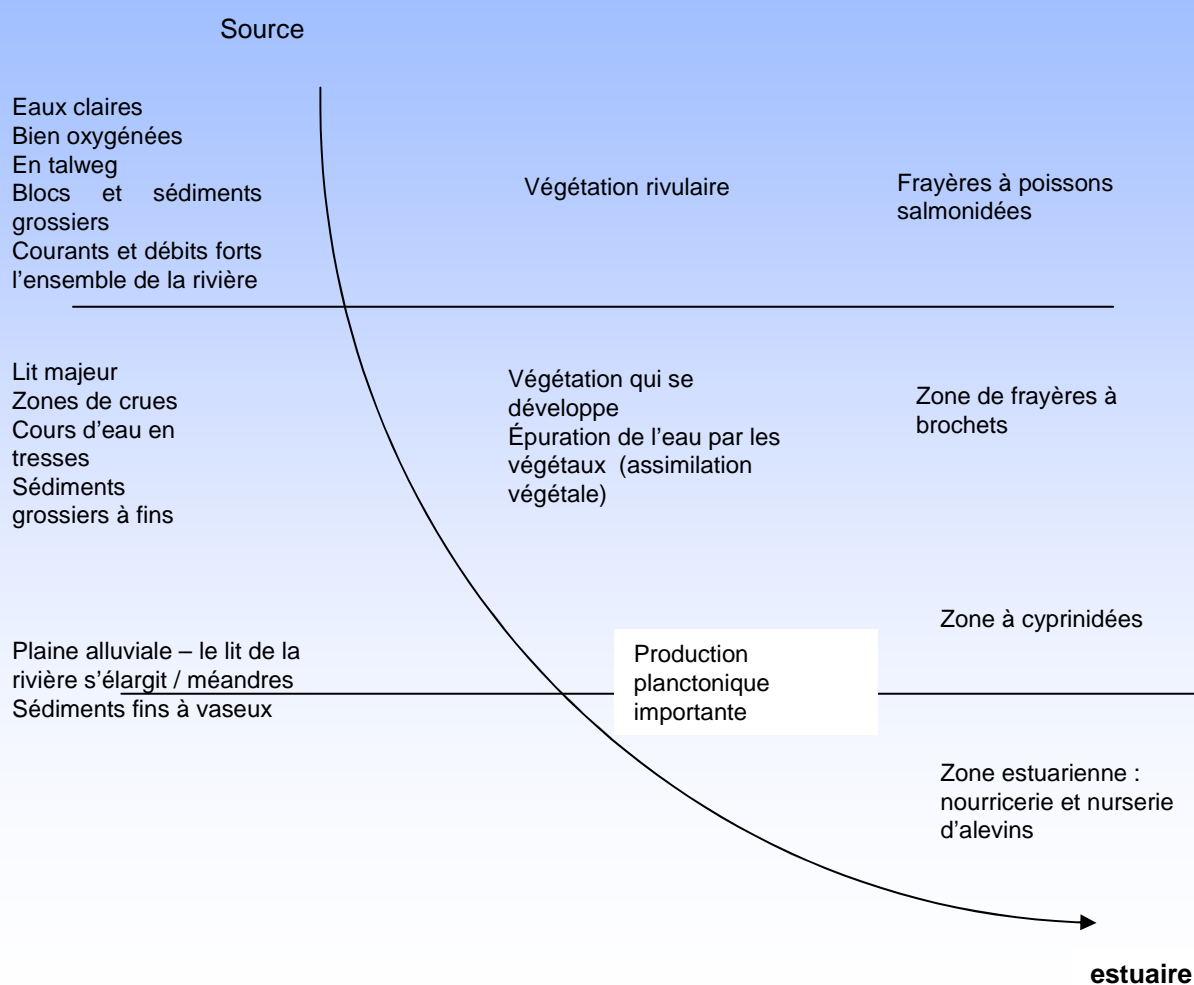 Source
Eaux claires
Bien oxygénées
En talweg
Blocs et sédiments
grossiers
Courants et débits forts
l’ensemble de la rivière
Végétation rivulaire
Frayères à poissons
salmonidées
Lit majeur
Zones de crues
Cours d’eau en
tresses
Sédiments
grossiers à fins
Végétation qui se
développe
Épuration de l’eau par les
végétaux (assimilation
végétale)
Zone de frayères à
brochets
Plaine alluviale – le lit de la
rivière s’élargit / méandres
Sédiments fins à vaseux
Production
planctonique
importante
Zone à cyprinidées
Zone estuarienne :
nourricerie et nurserie
d’alevins
estuaire